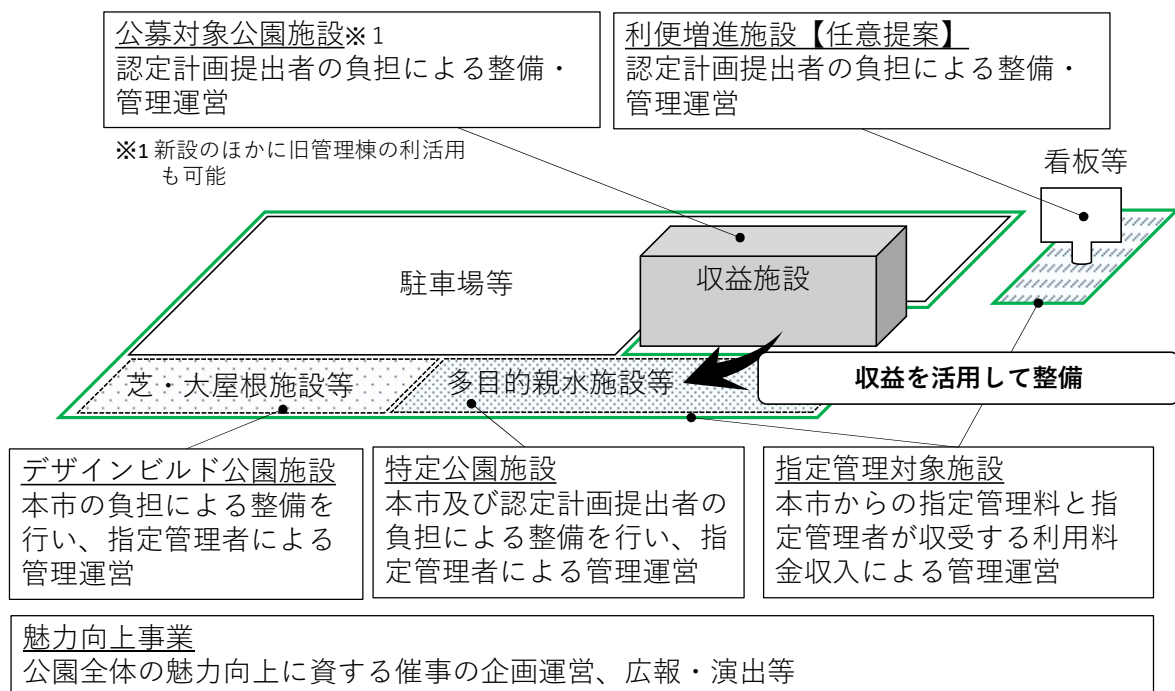 公募対象公園施設※1
認定計画提出者の負担による整備・
管理運営
利便増進施設【任意提案】
認定計画提出者の負担による整備・
管理運営
※1 新設のほかに旧管理棟の利活用
も可能
看板等
駐車場等
収益施設
芝・大屋根施設等
多目的親水施設等
収益を活用して整備
デザインビルド公園施設
本市の負担による整備を
行い、指定管理者による
管理運営
特定公園施設
本市及び認定計画提出者の
負担による整備を行い、指
定管理者による管理運営
指定管理対象施設
本市からの指定管理料と指
定管理者が収受する利用料
金収入による管理運営
魅力向上事業
公園全体の魅力向上に資する催事の企画運営、広報・演出等